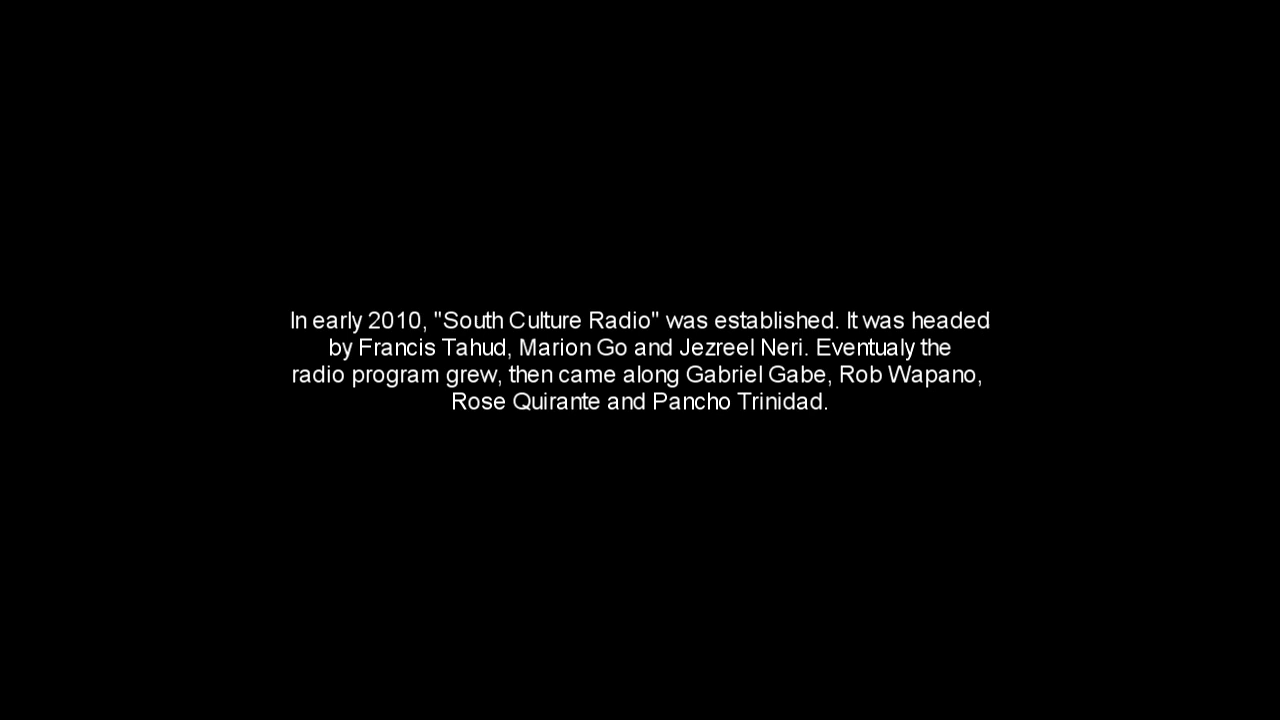 In early 2010, "South Culture Radio" was established. It was headed
by Francis Tahud, Marion Go and Jezreel Neri. Eventualy the
radio program grew, then came along Gabriel Gabe, Rob Wapano,
Rose Quirante and Pancho Trinidad.